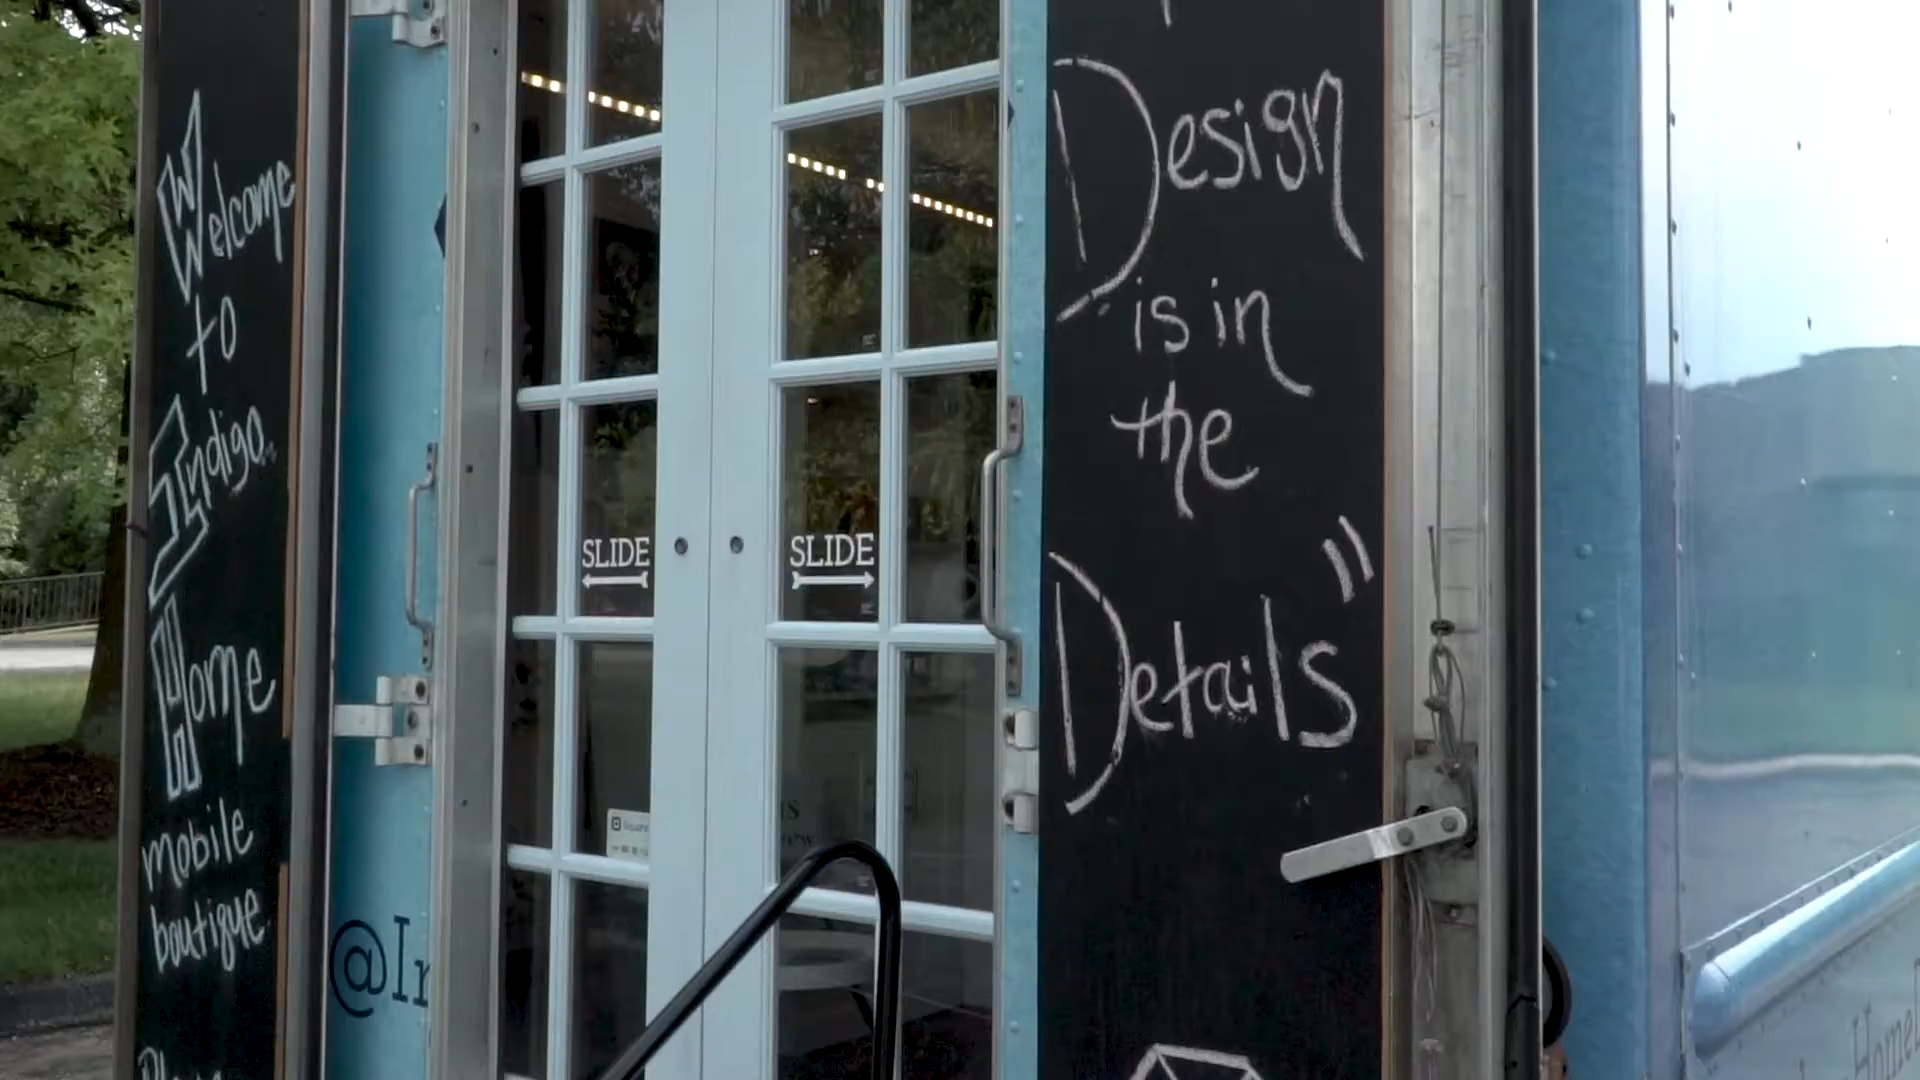 Welcome
to
Indigo
Home
mobile
boutique
@In
SLIDE
SLIDE
Design
is in
the
Details"